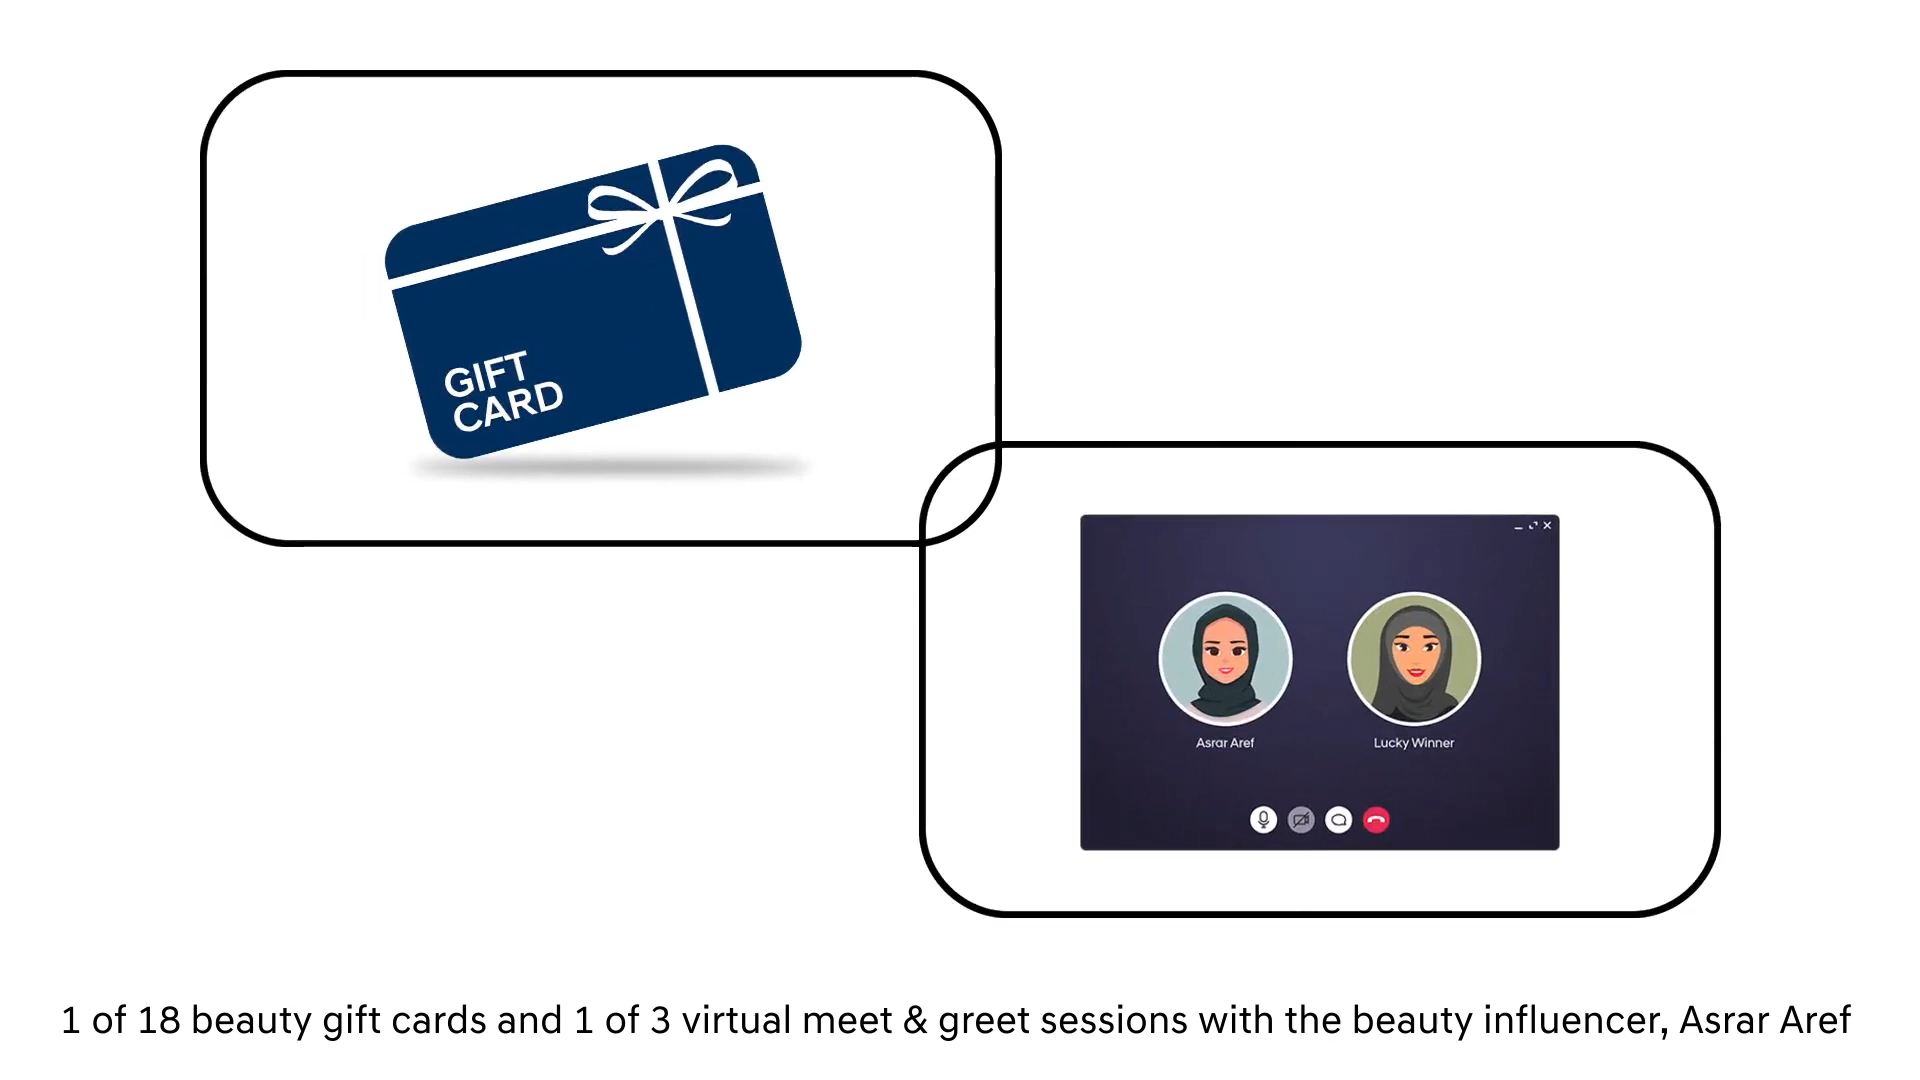 GIFT
CARD
Asrar Aref
Lucky Winner
1 of 18 beauty gift cards and 1 of 3 virtual meet & greet sessions with the beauty influencer, Asrar Aref